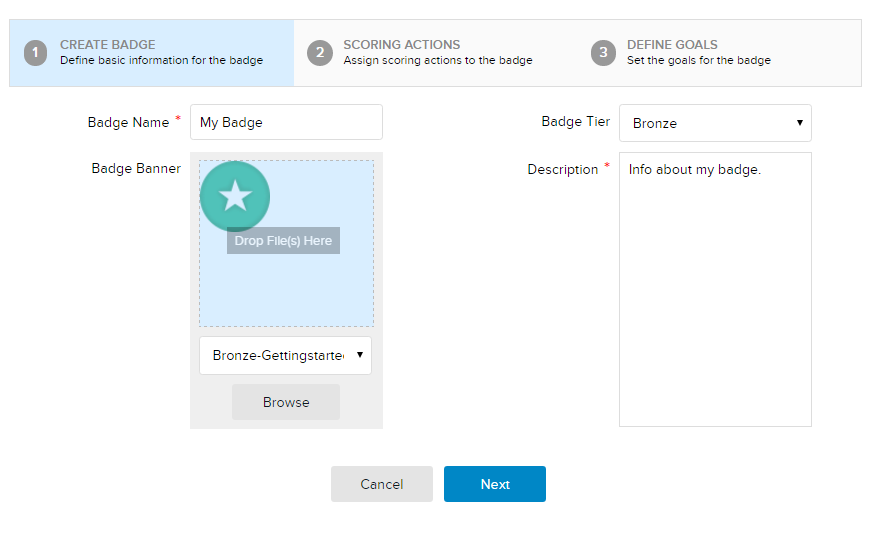 1
CREATE BADGE
Define basic information for the badge
2
SCORING ACTIONS
Assign scoring actions to the badge
3
DEFINE GOALS
Set the goals for the badge
Badge Name *
My Badge
Badge Tier
Bronze
Badge Banner
Drop File(s) Here
Bronze-Gettingstarte
Browse
Description *
Info about my badge.
Cancel
Next